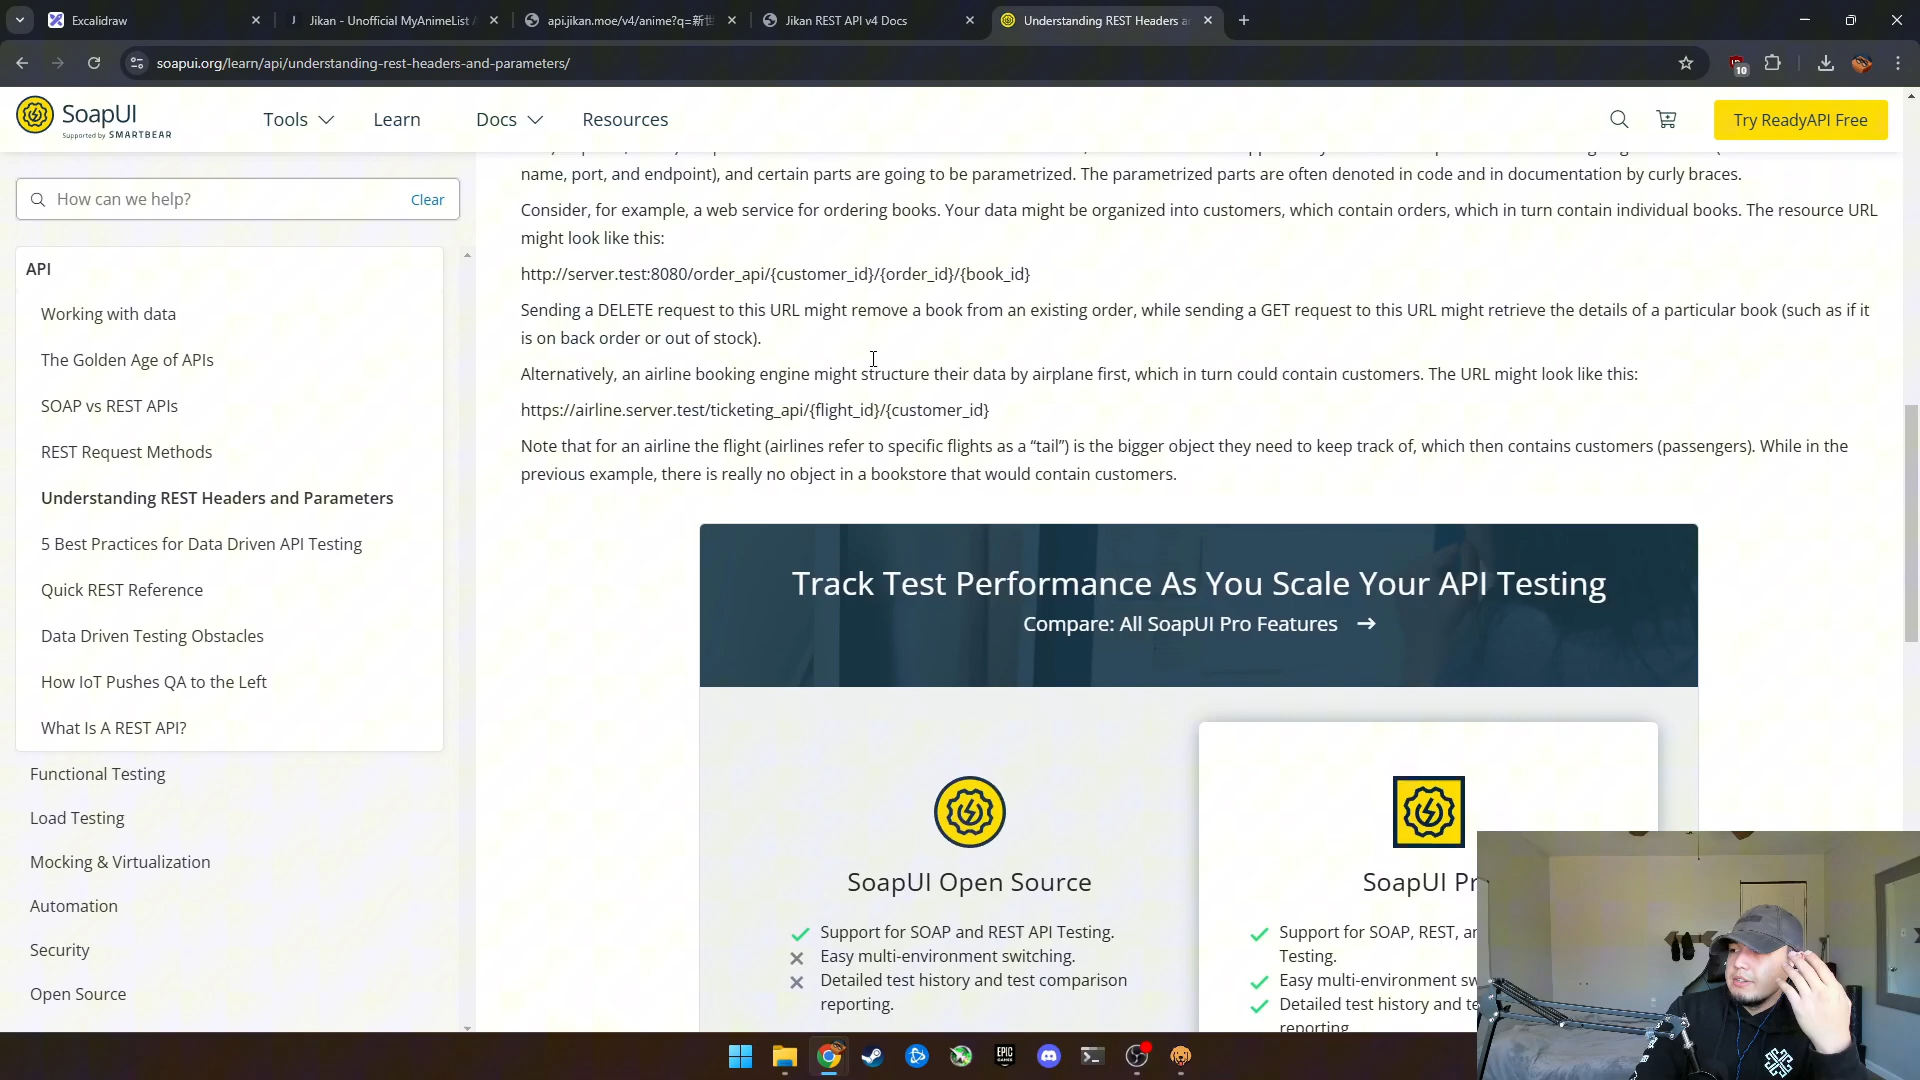 Excalidraw
Jikan - Unofficial MyAnimeList
api.jikan.moe/v4/anime?q=新世
Jikan REST API v4 Docs
Understanding REST Headers a
soapui.org/learn/api/understanding-rest-headers-and-parameters/
10
SoapUI
Supported by SMARTBEAR
Tools
Learn
Docs
Resources
Try ReadyAPI Free
How can we help?
Clear
API
Working with data
The Golden Age of APIs
SOAP vs REST APIs
REST Request Methods
Understanding REST Headers and Parameters
5 Best Practices for Data Driven API Testing
Quick REST Reference
Data Driven Testing Obstacles
How IoT Pushes QA to the Left
What Is A REST API?
Functional Testing
Load Testing
Mocking & Virtualization
Automation
Security
Open Source
name, port, and endpoint), and certain parts are going to be parametrized. The parametrized parts are often denoted in code and in documentation by curly braces.
Consider, for example, a web service for ordering books. Your data might be organized into customers, which contain orders, which in turn contain individual books. The resource URL
might look like this:
http://server.test:8080/order_api/{customer_id}/{order_id}/{book_id}
Sending a DELETE request to this URL might remove a book from an existing order, while sending a GET request to this URL might retrieve the details of a particular book (such as if it
is on back order or out of stock).
Alternatively, an airline booking engine might structure their data by airplane first, which in turn could contain customers. The URL might look like this:
https://airline.server.test/ticketing_api/{flight_id}/{customer_id}
Note that for an airline the flight (airlines refer to specific flights as a “tail”) is the bigger object they need to keep track of, which then contains customers (passengers). While in the
previous example, there is really no object in a bookstore that would contain customers.
Track Test Performance As You Scale Your API Testing
Compare: All SoapUI Pro Features →
SoapUI Open Source
Support for SOAP and REST API Testing.
Easy multi-environment switching.
Detailed test history and test comparison
reporting.
SoapUI Pr
Support for SOAP, REST, ar
Testing.
Easy multi-environment sw
Detailed test history and te
reporting
EPIC
GAMES